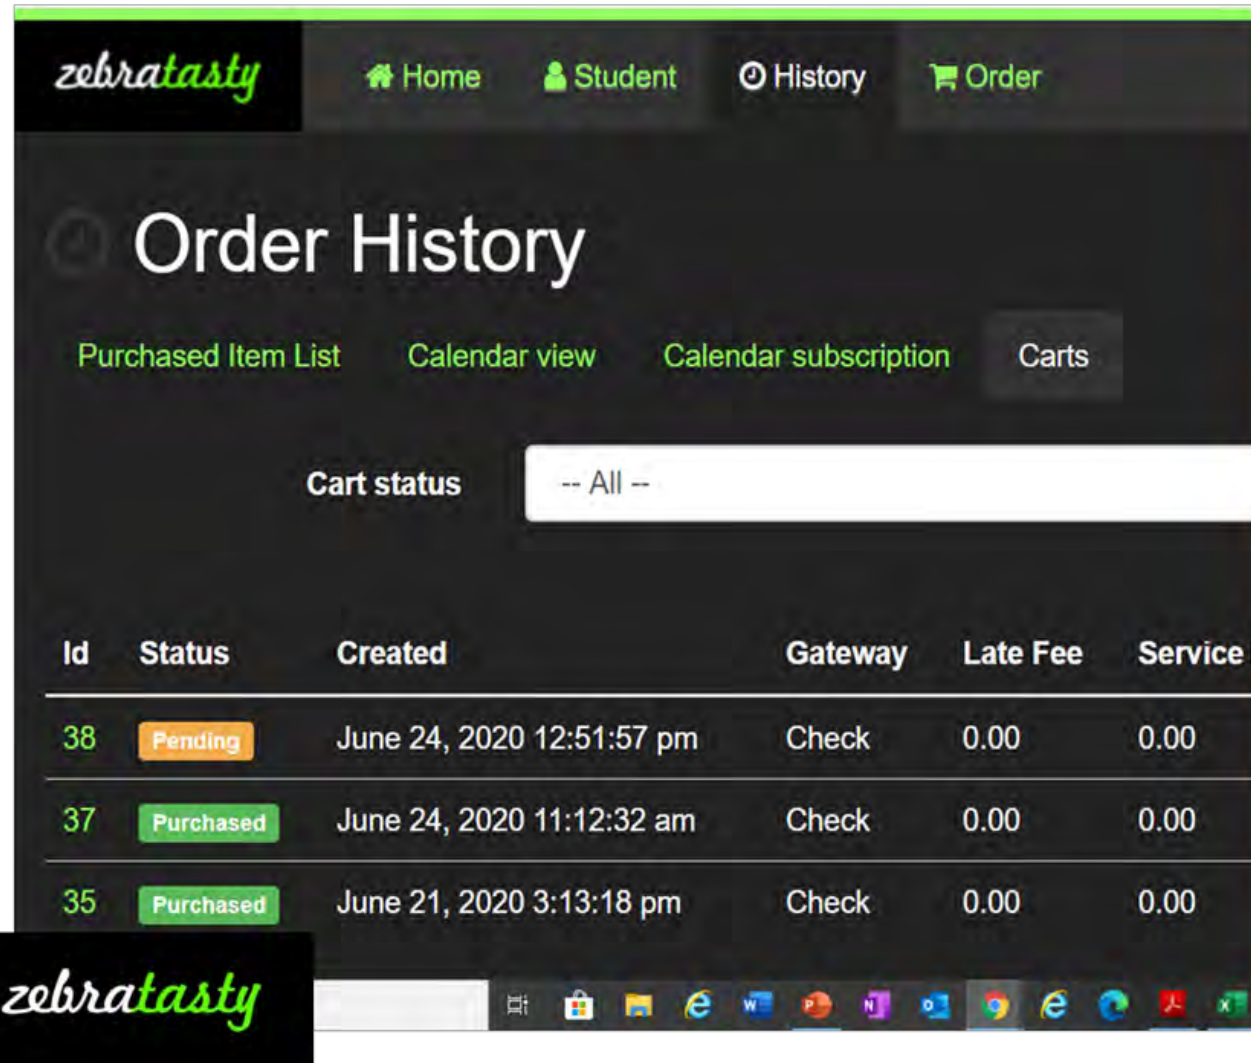 zebratasty Home Student History Order
Order History
Purchased Item List Calendar view Calendar subscription Carts
Cart status -- All --
Id Status Created Gateway Late Fee Service
38 Pending June 24, 2020 12:51:57 pm Check 0.00 0.00
37 Purchased June 24, 2020 11:12:32 am Check 0.00 0.00
35 Purchased June 21, 2020 3:13:18 pm Check 0.00 0.00
zebratasty